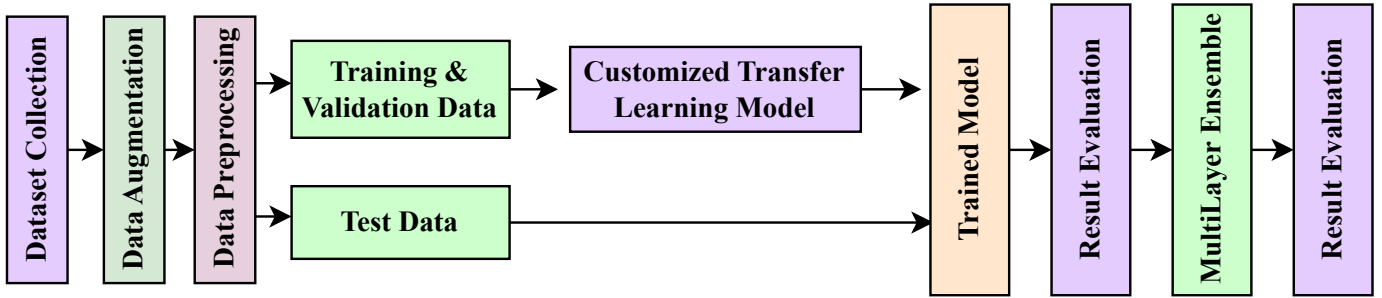 Dataset Collection
Data Augmentation
Data Preprocessing
Training &
Validation Data
Test Data
Customized Transfer
Learning Model
Trained Model
Result Evaluation
MultiLayer Ensemble
Result Evaluation